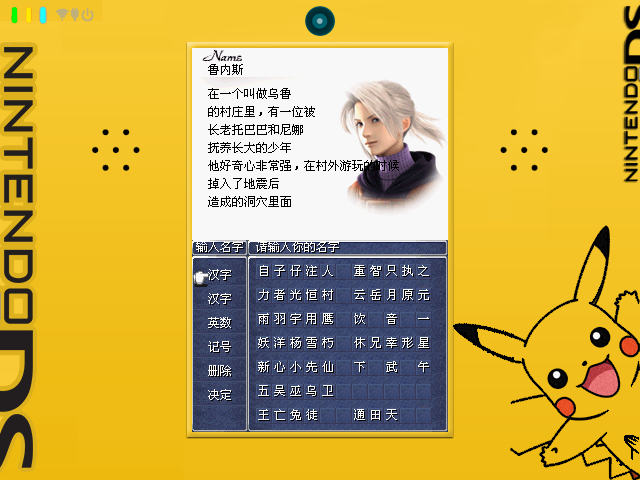 NINTENDO DS
NINTENDO DS
Name
鲁内斯
在一个叫做乌鲁
的村庄里，有一位被
长老托巴巴和尼娜
抚养长大的少年
他好奇心非常强，在村外游玩的时候
掉入了地震后
造成的洞穴里面
输入名字 请输入你的名字
汉字
汉字
英数
记号
删除
决定
自子仔注人 重智只执之
力者光恒村 云岳月原元
雨羽宇用鹰 饮 音 一
妖洋杨雪朽 休兄幸形星
新心小先仙 下 武 午
五吴巫乌卫
王亡兔徒 通田天